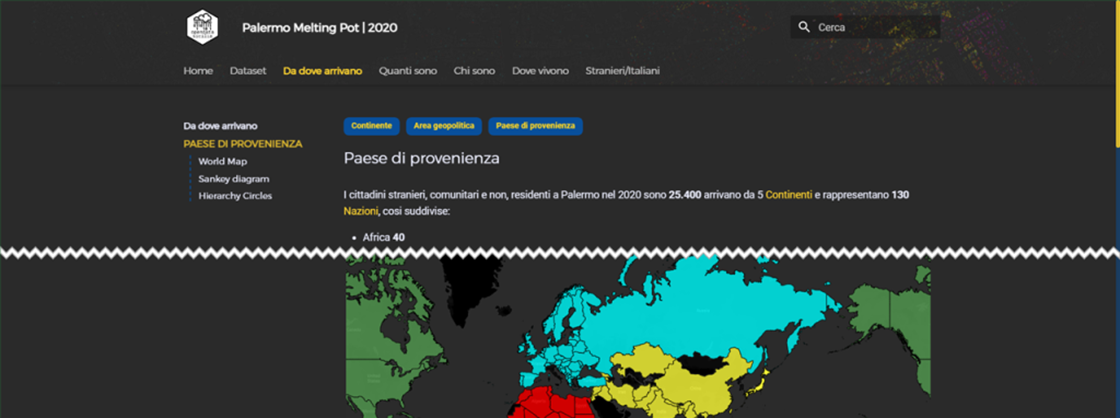 Palermo Melting Pot | 2020
Cerca
Home Dataset Da dove arrivano Quanti sono Chi sono Dove vivono Stranieri/Italiani
Da dove arrivano
PAESE DI PROVENIENZA
World Map
Sankey diagram
Hierarchy Circles
Continente Area geopolitica Paese di provenienza
Paese di provenienza
I cittadini stranieri, comunitari e non, residenti a Palermo nel 2020 sono 25.400 arrivano da 5 Continenti e rappresentano 130
Nazioni, cosi suddivise:
• Africa 40